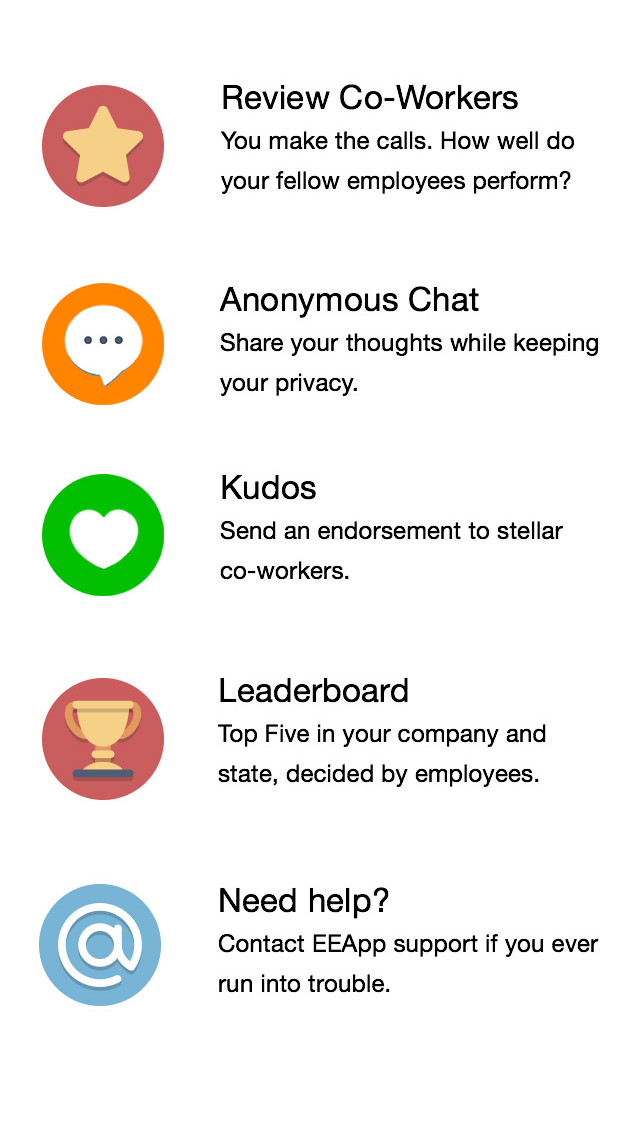 Review Co-Workers
You make the calls. How well do
your fellow employees perform?
Anonymous Chat
Share your thoughts while keeping
your privacy.
Kudos
Send an endorsement to stellar
co-workers.
Leaderboard
Top Five in your company and
state, decided by employees.
Need help?
Contact EEApp support if you ever
run into trouble.